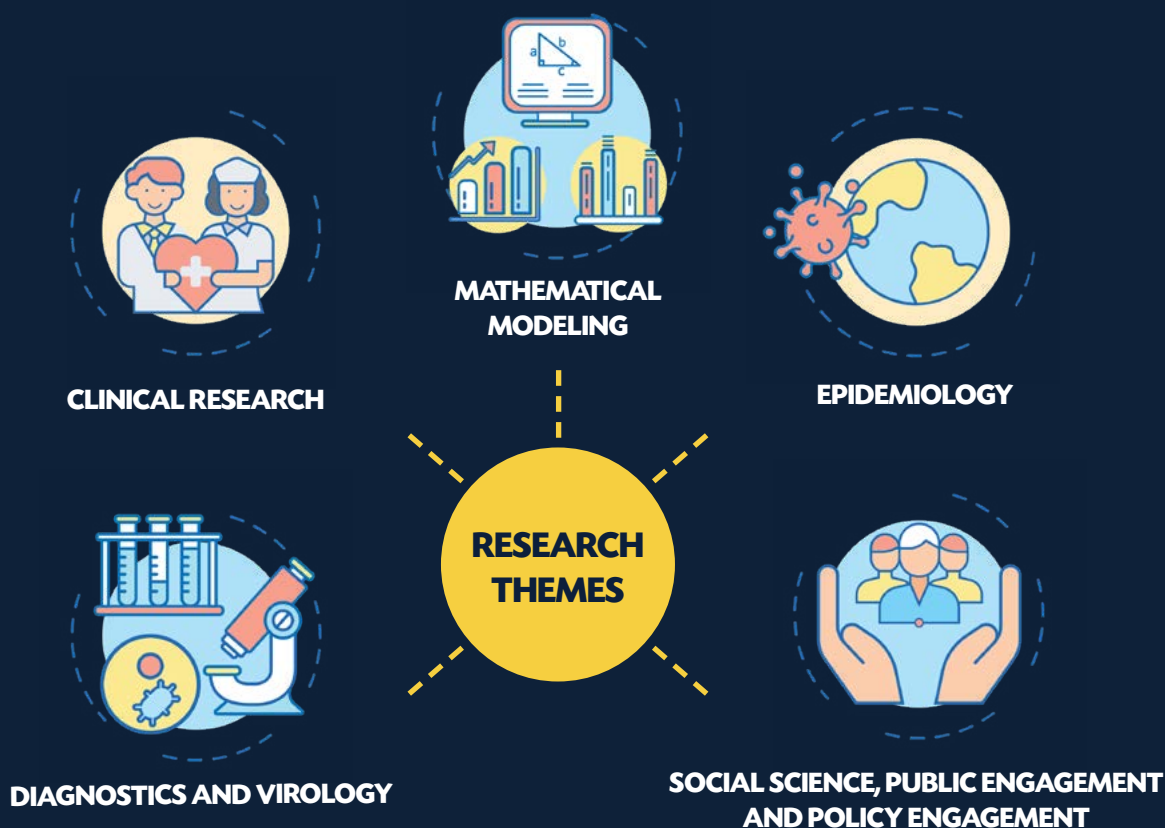 a b
c
MATHEMATICAL
MODELING
CLINICAL RESEARCH
EPIDEMIOLOGY
RESEARCH
THEMES
DIAGNOSTICS AND VIROLOGY
SOCIAL SCIENCE, PUBLIC ENGAGEMENT
AND POLICY ENGAGEMENT